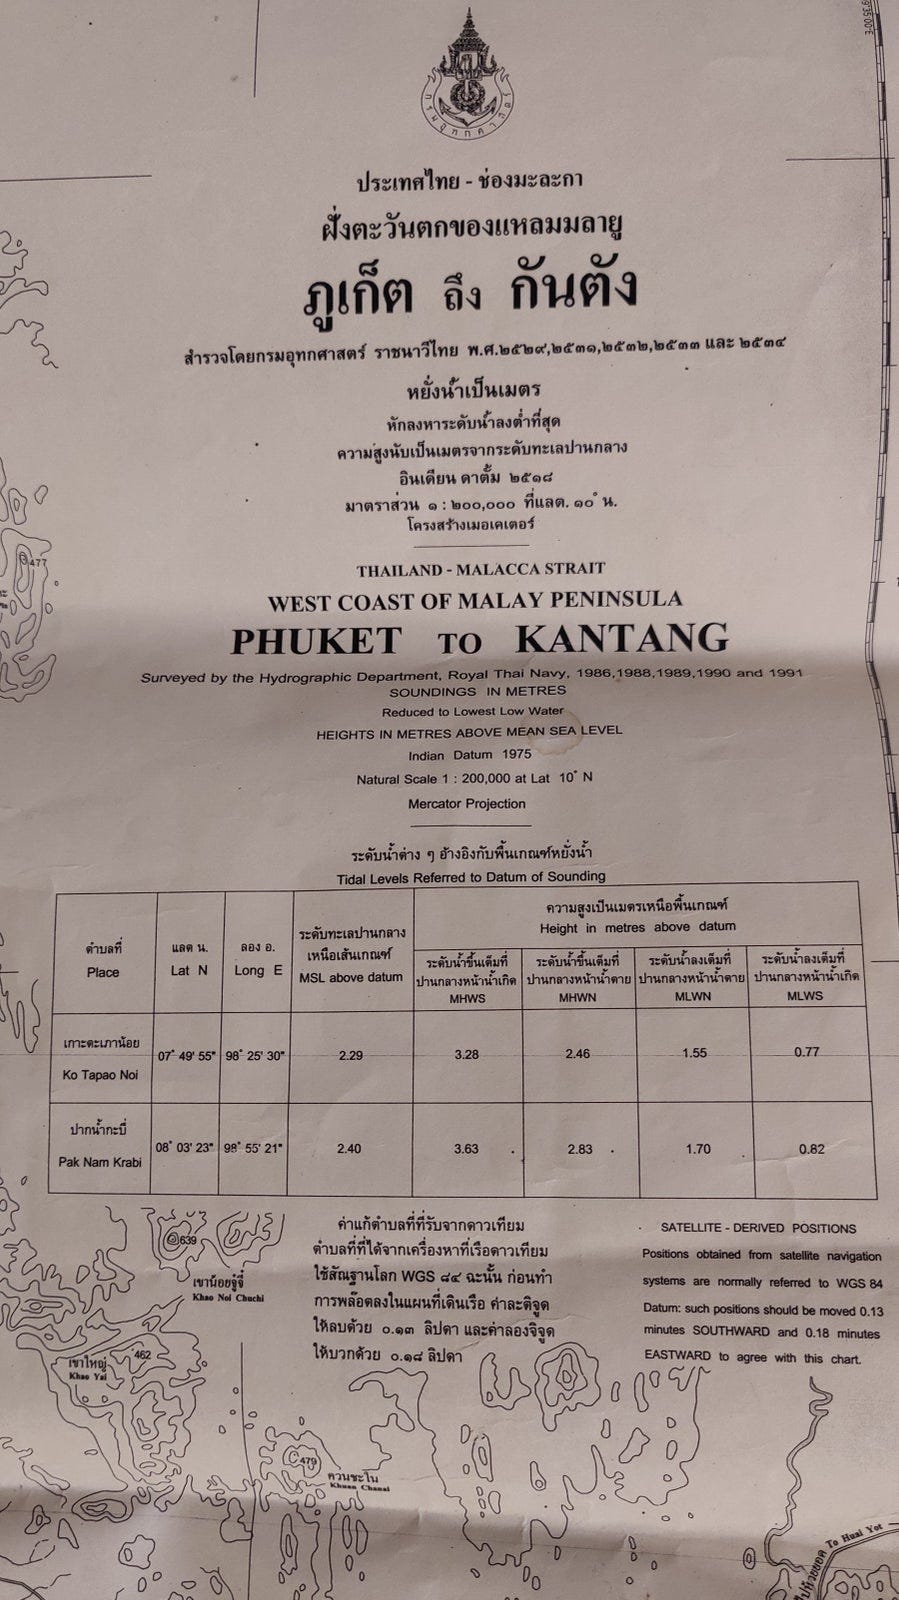 กรมอุทกศาสตร์
ประเทศไทย - ช่องมะละกา
ฝั่งตะวันตกของแหลมมลายู
ภูเก็ต ถึง กันตัง
สำรวจโดยกรมอุทกศาสตร์ ราชนาวีไทย พ.ศ.๒๕๒๙,๒๕๓๑,๒๕๓๒,๒๕๓๓ และ ๒๕๓๔
หยั่งน้ำเป็นเมตร
หักลงหาระดับน้ำลงต่ำที่สุด
ความสูงนับเป็นเมตรจากระดับทะเลปานกลาง
อินเดียน ดาตั้ม ๒๕๑๘
มาตราส่วน ๑ : ๒๐๐,๐๐๐ ที่แลต. ๑๐° น.
โครงสร้างเมอเคเตอร์
THAILAND - MALACCA STRAIT
WEST COAST OF MALAY PENINSULA
PHUKET TO KANTANG
Surveyed by the Hydrographic Department, Royal Thai Navy, 1986,1988,1989,1990 and 1991
SOUNDINGS IN METRES
Reduced to Lowest Low Water
HEIGHTS IN METRES ABOVE MEAN SEA LEVEL
Indian Datum 1975
Natural Scale 1 : 200,000 at Lat 10° N
Mercator Projection
ระดับน้ำต่าง ๆ อ้างอิงกับพื้นเกณฑ์หยั่งน้ำ
Tidal Levels Referred to Datum of Sounding
ตำบลที่
Place
แลต น.
Lat N
ลอง อ.
Long E
ระดับทะเลปานกลาง
เหนือเส้นเกณฑ์
MSL above datum
ความสูงเป็นเมตรเหนือพื้นเกณฑ์
Height in metres above datum
ระดับน้ำขึ้นเต็มที่
ปานกลางหน้าน้ำเกิด
MHWS
ระดับน้ำขึ้นเต็มที่
ปานกลางหน้าน้ำตาย
MHWN
ระดับน้ำลงเต็มที่
ปานกลางหน้าน้ำตาย
MLWN
ระดับน้ำลงเต็มที่
ปานกลางหน้าน้ำเกิด
MLWS
เกาะตะเภาน้อย
Ko Tapao Noi
07° 49' 55" 98° 25' 30" 2.29 3.28 2.46 1.55 0.77
ปากน้ำกะบี่
Pak Nam Krabi
08° 03' 23" 98° 55' 21" 2.40 3.63 2.83 1.70 0.82
ค่าแก้ตำบลที่ที่รับจากดาวเทียม
ตำบลที่ที่ได้จากเครื่องหาที่เรือดาวเทียม
ใช้สัณฐานโลก WGS ๘๔ ฉะนั้น ก่อนทำ
การพล๊อตลงในแผนที่เดินเรือ ค่าละติจูด
ให้ลบด้วย ๐.๑๓ ลิปดา และค่าลองจิจูด
ให้บวกด้วย ๐.๑๘ ลิปดา
SATELLITE - DERIVED POSITIONS
Positions obtained from satellite navigation
systems are normally referred to WGS 84
Datum: such positions should be moved 0.13
minutes SOUTHWARD and 0.18 minutes
EASTWARD to agree with this chart.
477
639
เขาน้อยจู้จี้
Khao Noi Chuchi
462
เขาใหญ่
Khao Yai
479
ควนชะโน
Khuan Chanai
ไปห้วยยอด To Huai Yot